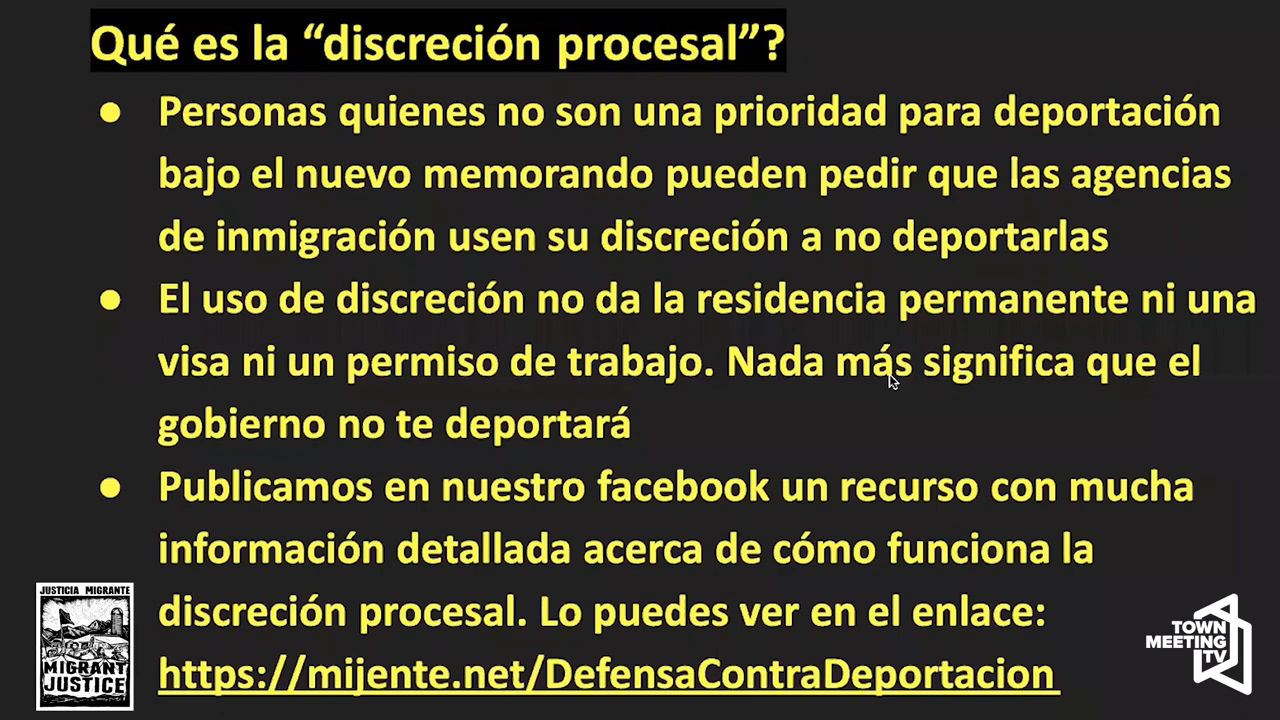 Qué es la “discreción procesal”?
● Personas quienes no son una prioridad para deportación
bajo el nuevo memorando pueden pedir que las agencias
de inmigración usen su discreción a no deportarlas
● El uso de discreción no da la residencia permanente ni una
visa ni un permiso de trabajo. Nada más significa que el
gobierno no te deportará
● Publicamos en nuestro facebook un recurso con mucha
información detallada acerca de cómo funciona la
discreción procesal. Lo puedes ver en el enlace:
https://mijente.net/DefensaContraDeportacion
JUSTICIA MIGRANTE
MIGRANT
JUSTICE
TOWN
MEETING
TV